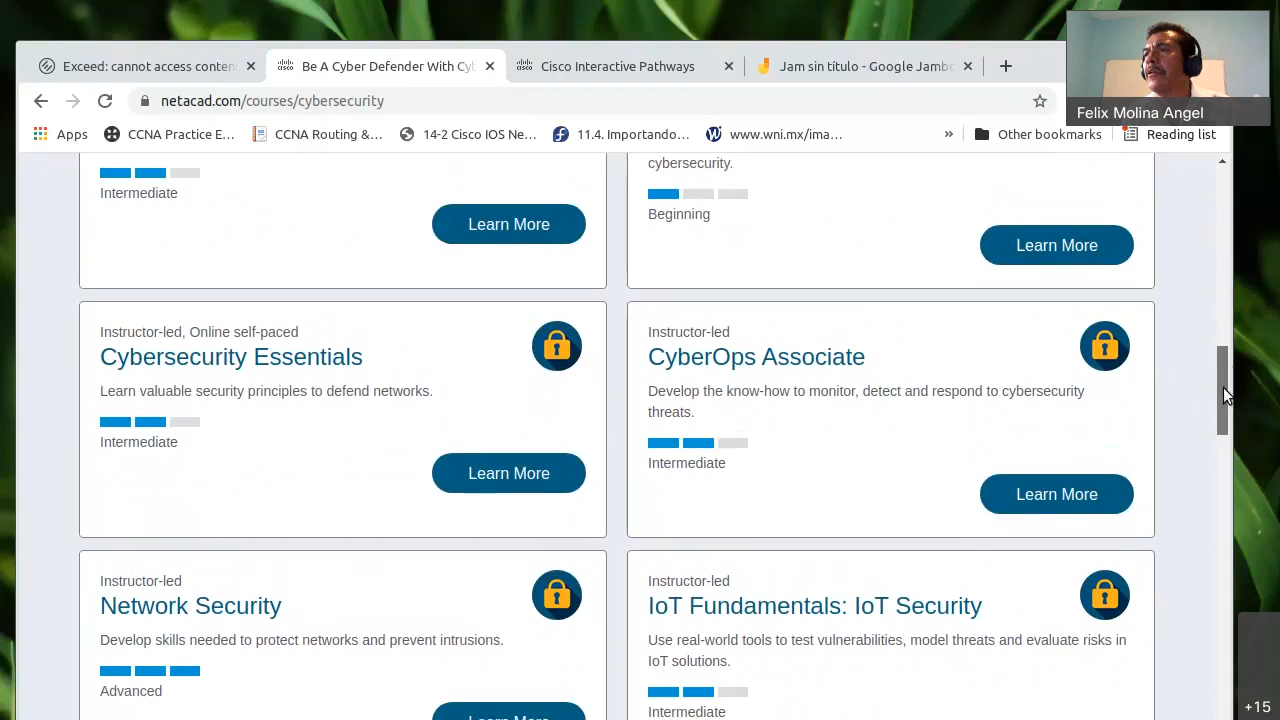 Exceed: cannot access conten
Be A Cyber Defender With Cyb
Cisco Interactive Pathways
Jam sin título - Google Jambo
Felix Molina Angel
netacad.com/courses/cybersecurity
Apps
CCNA Practice E...
CCNA Routing &...
14-2 Cisco IOS Ne...
11.4. Importando...
www.wni.mx/ima...
»
Other bookmarks
Reading list
Intermediate
Learn More
cybersecurity.
Beginning
Learn More
Instructor-led, Online self-paced
Cybersecurity Essentials
Learn valuable security principles to defend networks.
Intermediate
Learn More
Instructor-led
CyberOps Associate
Develop the know-how to monitor, detect and respond to cybersecurity
threats.
Intermediate
Learn More
Instructor-led
Network Security
Develop skills needed to protect networks and prevent intrusions.
Advanced
Learn More
Instructor-led
IoT Fundamentals: IoT Security
Use real-world tools to test vulnerabilities, model threats and evaluate risks in
IoT solutions.
Intermediate
+15